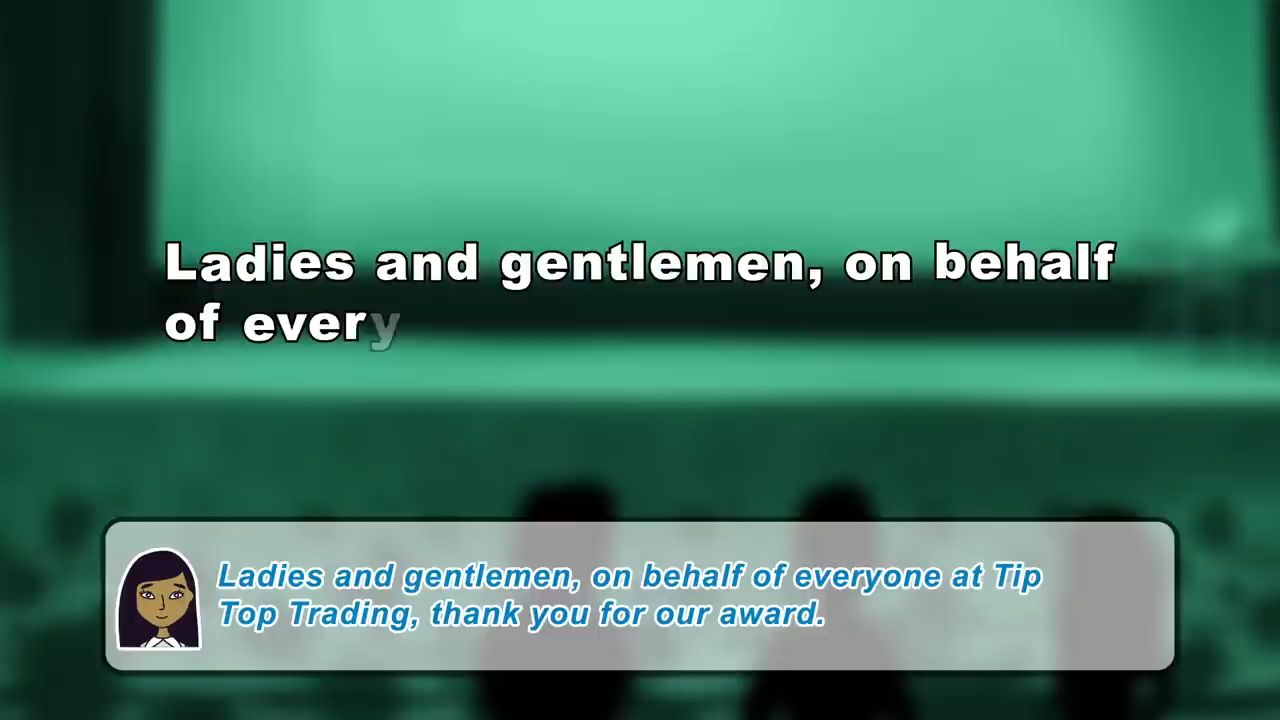 Ladies and gentlemen, on behalf
of every
Ladies and gentlemen, on behalf of everyone at Tip
Top Trading, thank you for our award.